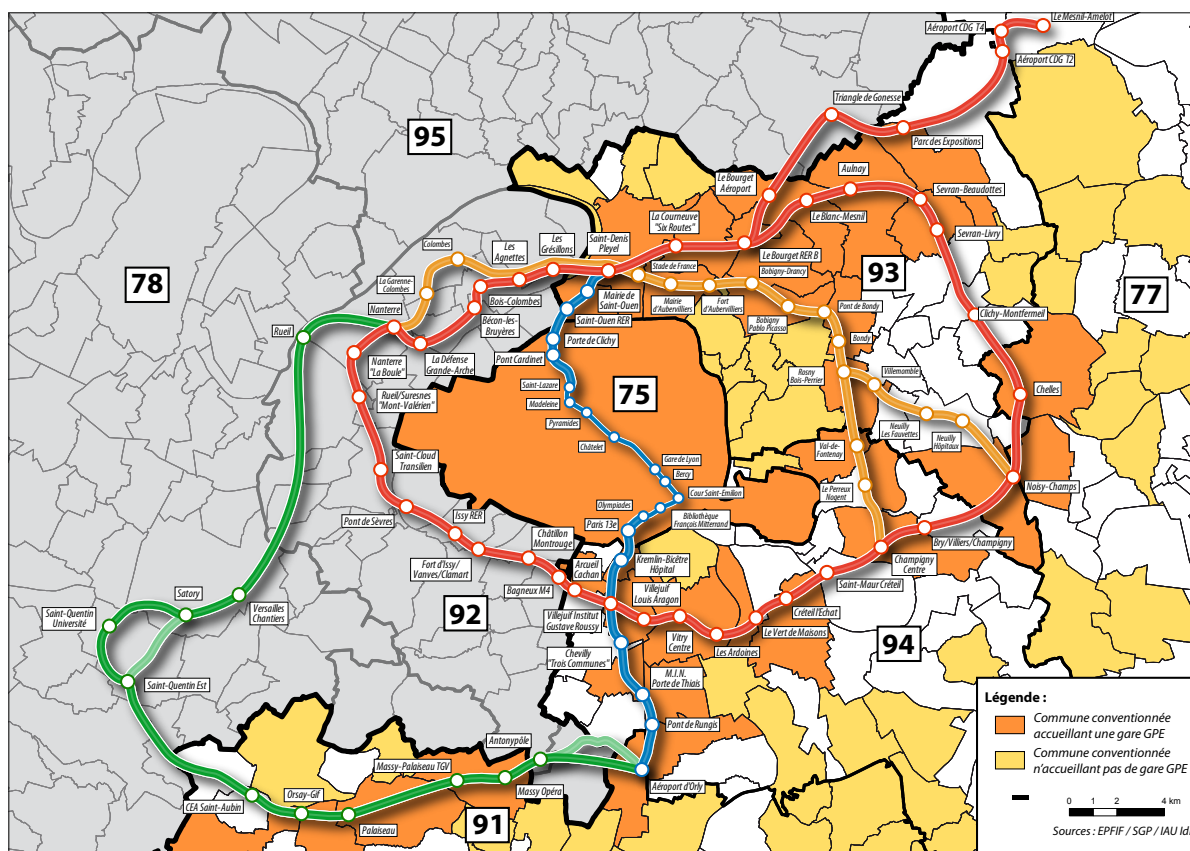 Le Mesnil-Amelot
Aéroport CDG T4
Aéroport CDG T2
Triangle de Gonesse
95
Parc des Expositions
Aulnay
Le Bourget
Aéroport
Sevran-Beaudottes
Le Blanc-Mesnil
La Courneuve
"Six Routes"
Sevran-Livry
Saint-Denis
Pleyel
Les
Grésillons
Les
Agnettes
Colombes
Le Bourget RER B
93
Stade de France
Bobigny-Drancy
78
77
La Garenne-
Colombes
Bois-Colombes
Mairie de
Saint-Ouen
Mairie
d'Aubervilliers
Fort
d'Aubervilliers
Nanterre
Pont de Bondy
Clichy-Montfermeil
Bécon-les-
Bruyères
Saint-Ouen RER
Bobigny
Pablo Picasso
Rueil
Porte de Clichy
Bondy
Nanterre
"La Boule"
La Défense
Grande-Arche
Pont Cardinet
Rosny
Bois-Perrier
Villemomble
Rueil/Suresnes
"Mont-Valérien"
Saint-Lazare
75
Chelles
Madeleine
Pyramides
Neuilly
Les Fauvettes
Neuilly
Hôpitaux
Châtelet
Val-de-
Fontenay
Saint-Cloud
Transilien
Gare de Lyon
Bercy
Noisy-Champs
Le Perreux
Nogent
Cour Saint-Emilion
Olympiades
Pont de Sèvres
Issy RER
Paris 13e
Bibliothèque
François Mitterrand
Bry/Villiers/Champigny
Châtillon
Montrouge
Fort d'Issy/
Vanves/Clamart
Arcueil
Cachan
Kremlin-Bicêtre
Hôpital
Champigny
Centre
Saint-Maur Créteil
Bagneux M4
Villejuif
Louis Aragon
Créteil l'Echat
Satory
Saint-Quentin
Université
Versailles
Chantiers
92
Villejuif Institut
Gustave Roussy
Le Vert de Maisons
Vitry
Centre
Les Ardoines
94
Chevilly
"Trois Communes"
Saint-Quentin Est
M.I.N.
Porte de Thiais
Pont de Rungis
Antonypôle
Massy-Palaiseau TGV
Massy Opéra
Aéroport d'Orly
Orsay-Gif
CEA Saint-Aubin
Palaiseau
91
Légende :
Commune conventionnée
accueillant une gare GPE
Commune conventionnée
n'accueillant pas de gare GPE
0 1 2 4 km
Sources : EPFIF / SGP / IAU Id